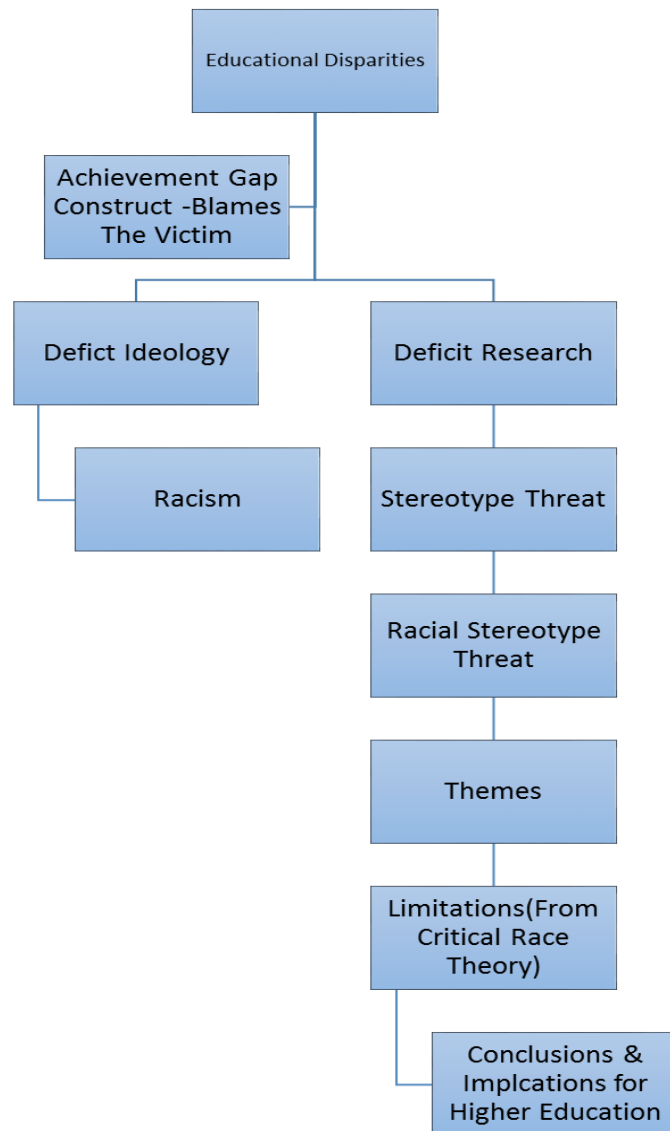 Educational Disparities
Achievement Gap
Construct -Blames
The Victim
Defict Ideology
Deficit Research
Racism
Stereotype Threat
Racial Stereotype
Threat
Themes
Limitations(From
Critical Race
Theory)
Conclusions &
Implcations for
Higher Education